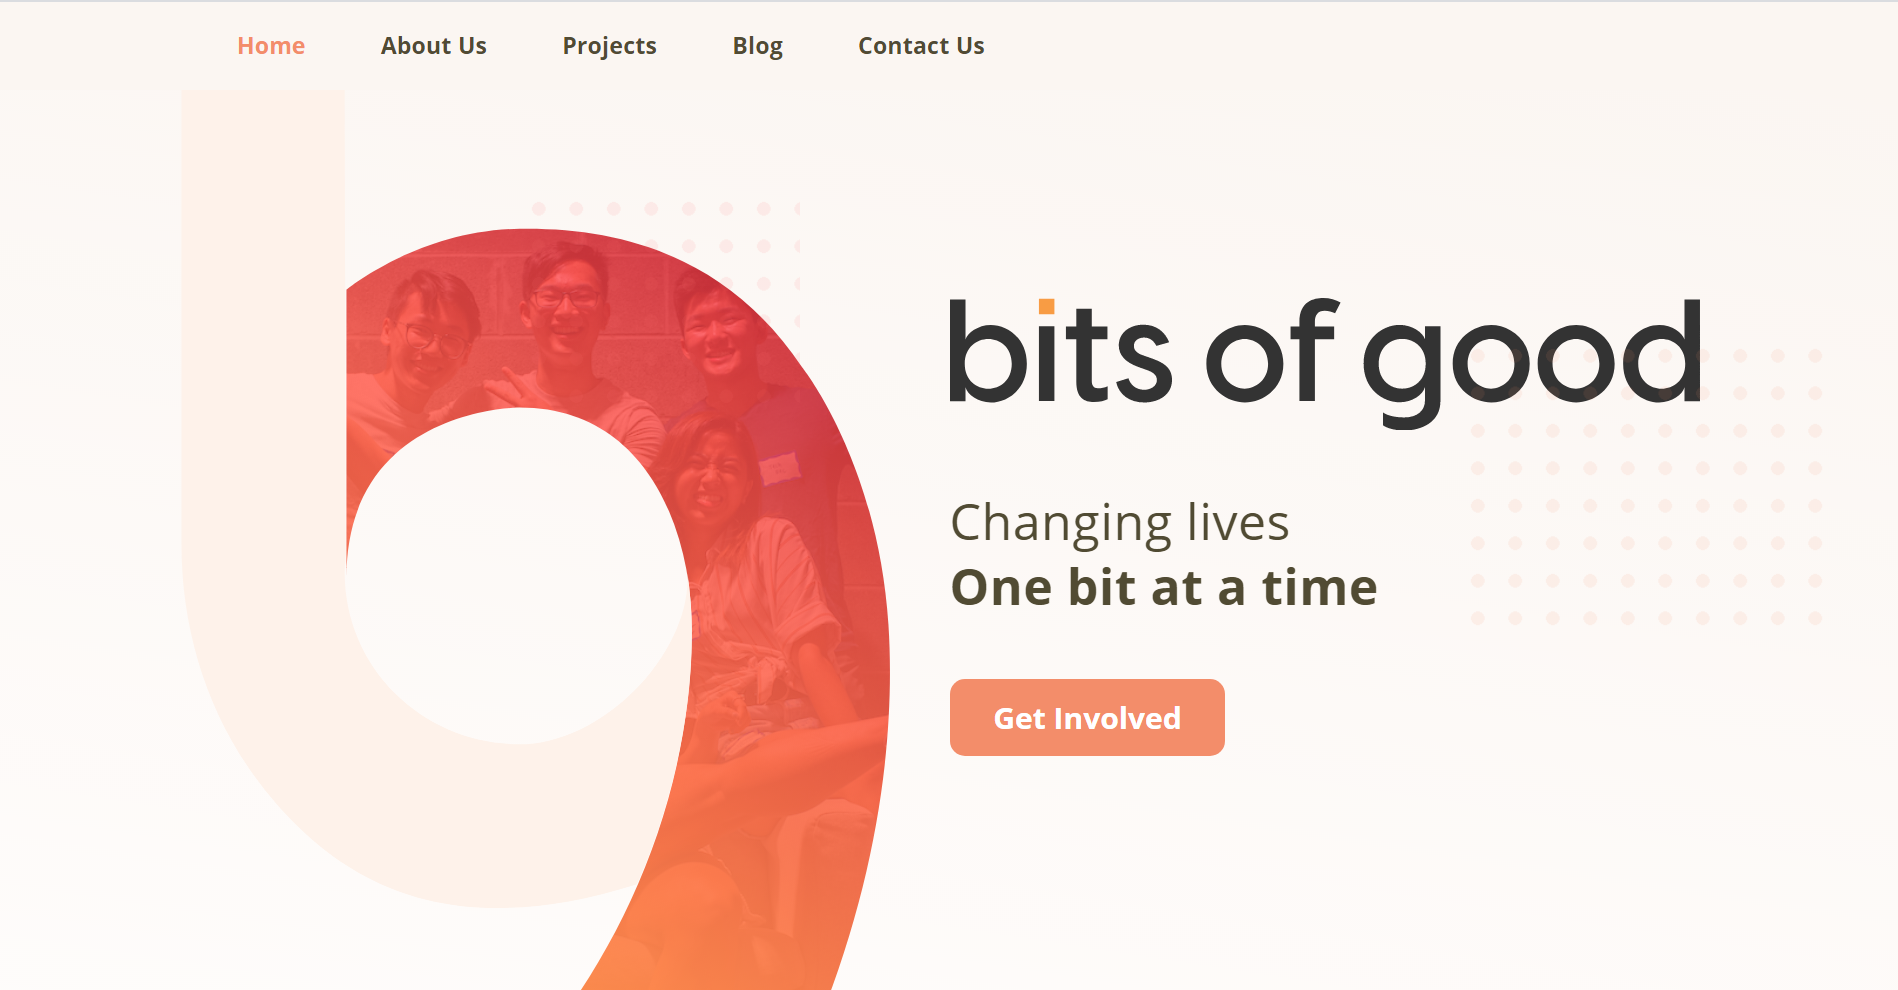 Home About Us Projects Blog Contact Us
bits of good
Changing lives
One bit at a time
Get Involved